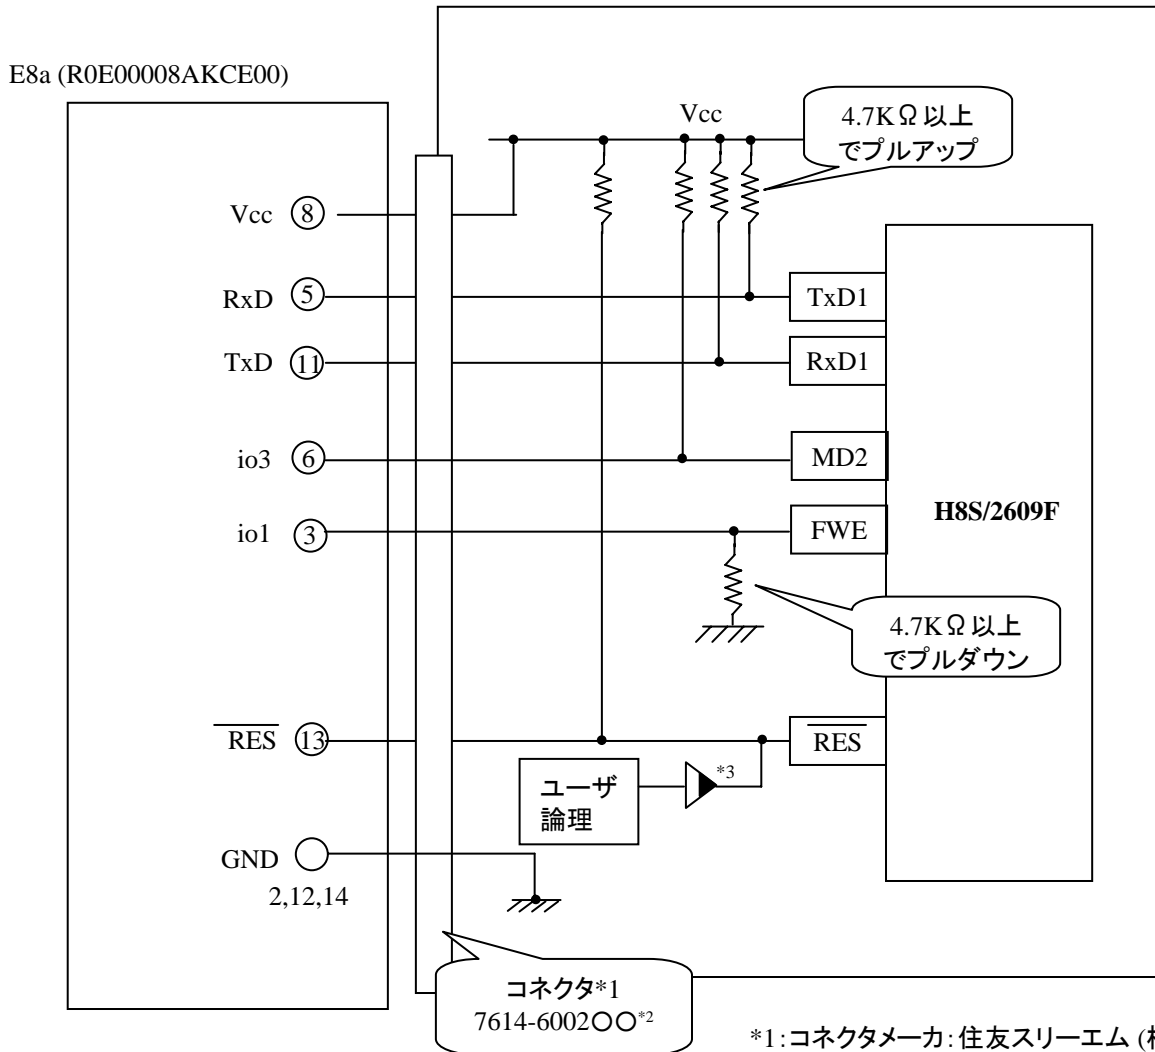 E8a (R0E00008AKCE00)
Vcc
4.7KΩ以上
でプルアップ
Vcc 8
RxD 5
TxD1
TxD 11
RxD1
io3 6
MD2
io1 3
FWE
H8S/2609F
4.7KΩ以上
でプルダウン
RES 13
RES
ユーザ
論理
*3
GND
2,12,14
コネクタ*1
7614-6002○○*2
*1:コネクタメーカ:住友スリーエム (